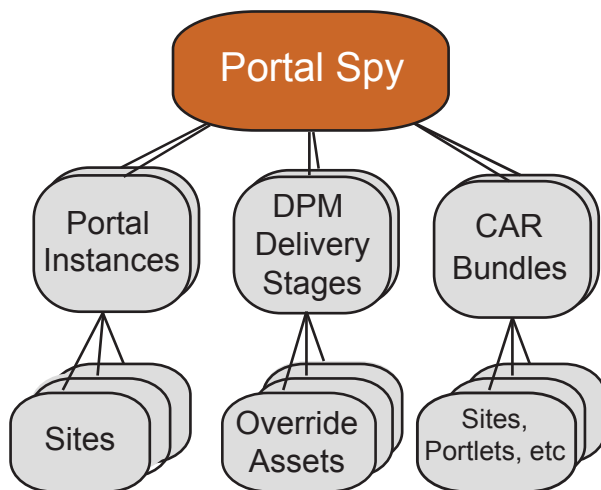 Portal Spy
Portal
Instances
DPM
Delivery
Stages
CAR
Bundles
Sites
Override
Assets
Sites,
Portlets, etc